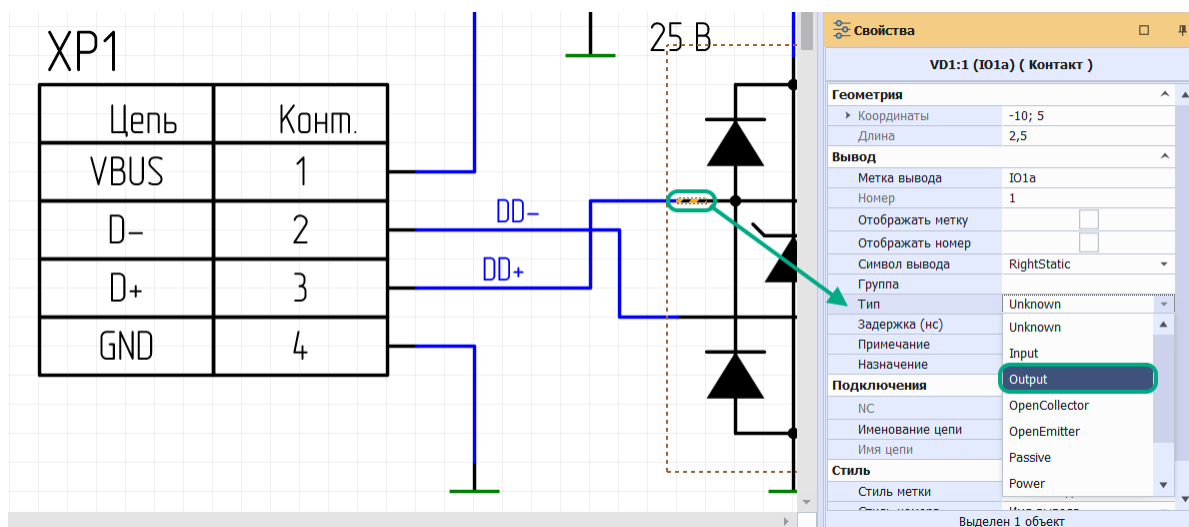 XP1
Цепь Конт.
VBUS 1
D- 2
D+ 3
GND 4
DD-
DD+
25 В
Свойства
VD1:1 (IO1a) ( Контакт )
Геометрия
Координаты -10; 5
Длина 2,5
Вывод
Метка вывода IO1a
Номер 1
Отображать метку
Отображать номер
Символ вывода RightStatic
Группа
Тип Unknown
Задержка (нс)
Примечание
Назначение
Подключения
NC
Именование цепи
Имя цепи
Стиль
Стиль метки
Unknown
Input
Output
OpenCollector
OpenEmitter
Passive
Power
Выделен 1 объект